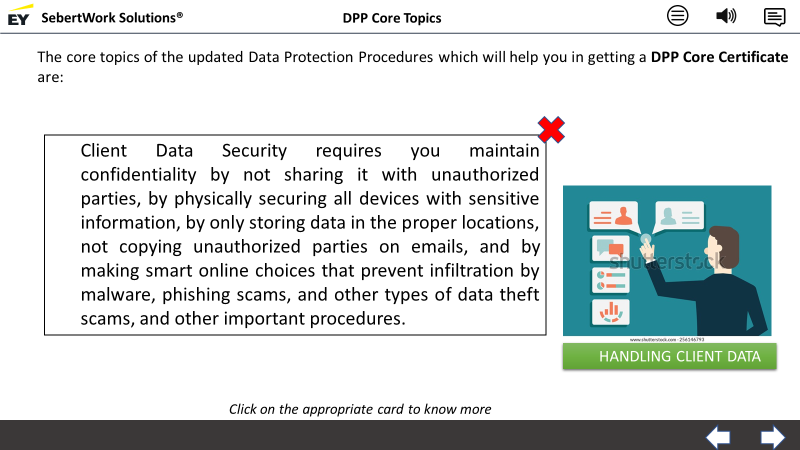 EY SebertWork Solutions® DPP Core Topics
The core topics of the updated Data Protection Procedures which will help you in getting a DPP Core Certificate
are:
Client Data Security requires you maintain
confidentiality by not sharing it with unauthorized
parties, by physically securing all devices with sensitive
information, by only storing data in the proper locations,
not copying unauthorized parties on emails, and by
making smart online choices that prevent infiltration by
malware, phishing scams, and other types of data theft
scams, and other important procedures.
shutterstock
www.shutterstock.com · 256146793
HANDLING CLIENT DATA
Click on the appropriate card to know more